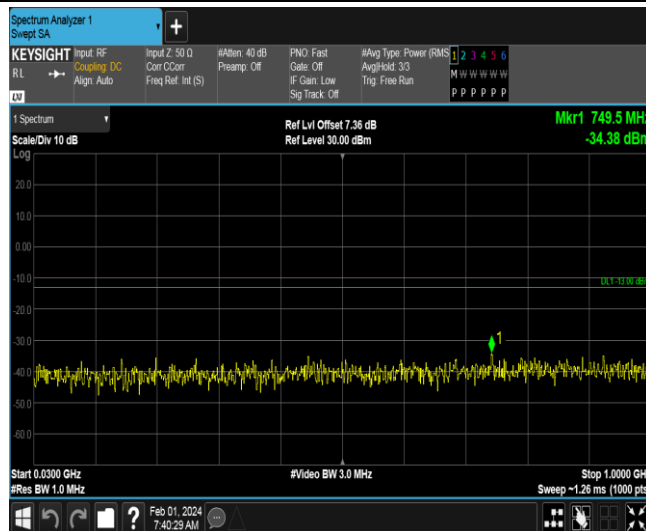 Spectrum Analyzer 1
Swept SA
+
KEYSIGHT
RL
LXI
Input: RF
Coupling: DC
Align: Auto
Input Z: 50 Ω
Corr CCorr
Freq Ref: Int (S)
#Atten: 40 dB
Preamp: Off
PNO: Fast
Gate: Off
IF Gain: Low
Sig Track: Off
#Avg Type: Power (RMS
Avg|Hold: 3/3
Trig: Free Run
1 2 3 4 5 6
M W W W W W
P P P P P P
1 Spectrum
Scale/Div 10 dB
Log
Ref Lvl Offset 7.36 dB
Ref Level 30.00 dBm
Mkr1 749.5 MHz
-34.38 dBm
20.0
10.0
0.00
-10.0
DL1 -13.00 dBm
-20.0
-30.0
1
-40.0
-50.0
-60.0
Start 0.0300 GHz
#Res BW 1.0 MHz
#Video BW 3.0 MHz
Stop 1.0000 GHz
Sweep ~1.26 ms (1000 pts
?
Feb 01, 2024
7:40:29 AM